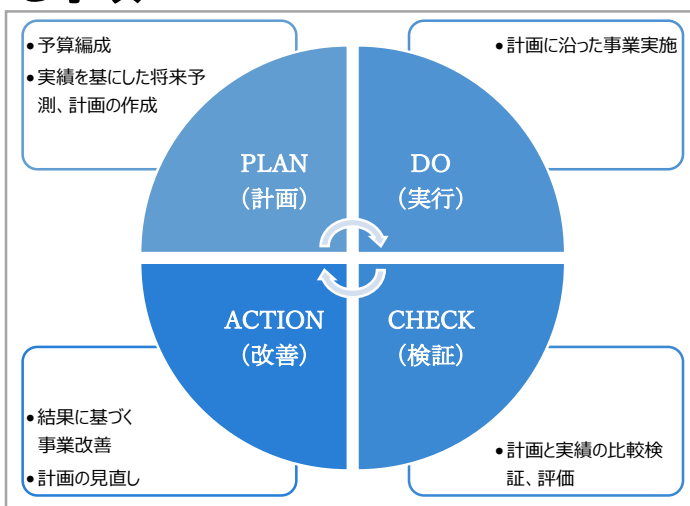 •予算編成
•実績を基にした将来予
測、計画の作成
•計画に沿った事業実施
PLAN
（計画）
DO
（実行）
ACTION
（改善）
CHECK
（検証）
•結果に基づく
事業改善
•計画の見直し
•計画と実績の比較検
証、評価